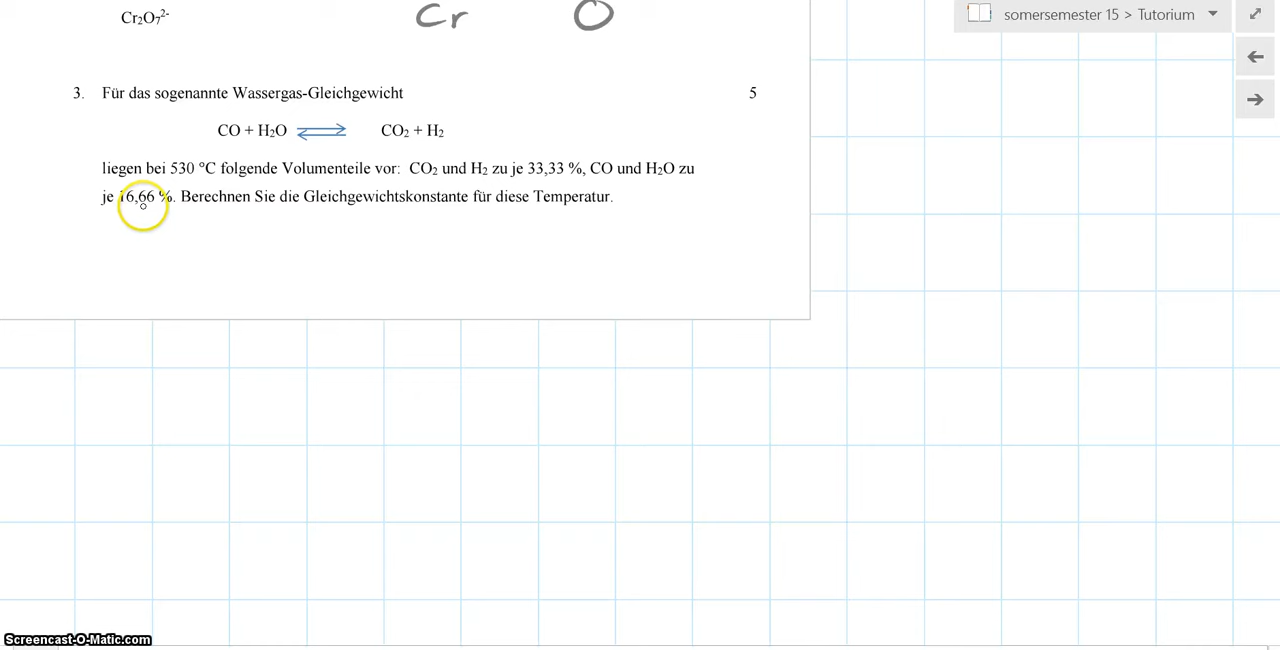 somersemester 15 > Tutorium
Cr₂O₇²⁻
Cr O
3. Für das sogenannte Wassergas-Gleichgewicht 5
CO + H₂O ⇌ CO₂ + H₂
liegen bei 530 °C folgende Volumenteile vor: CO₂ und H₂ zu je 33,33 %, CO und H₂O zu
je 16,66 %. Berechnen Sie die Gleichgewichtskonstante für diese Temperatur.
Screencast-O-Matic.com